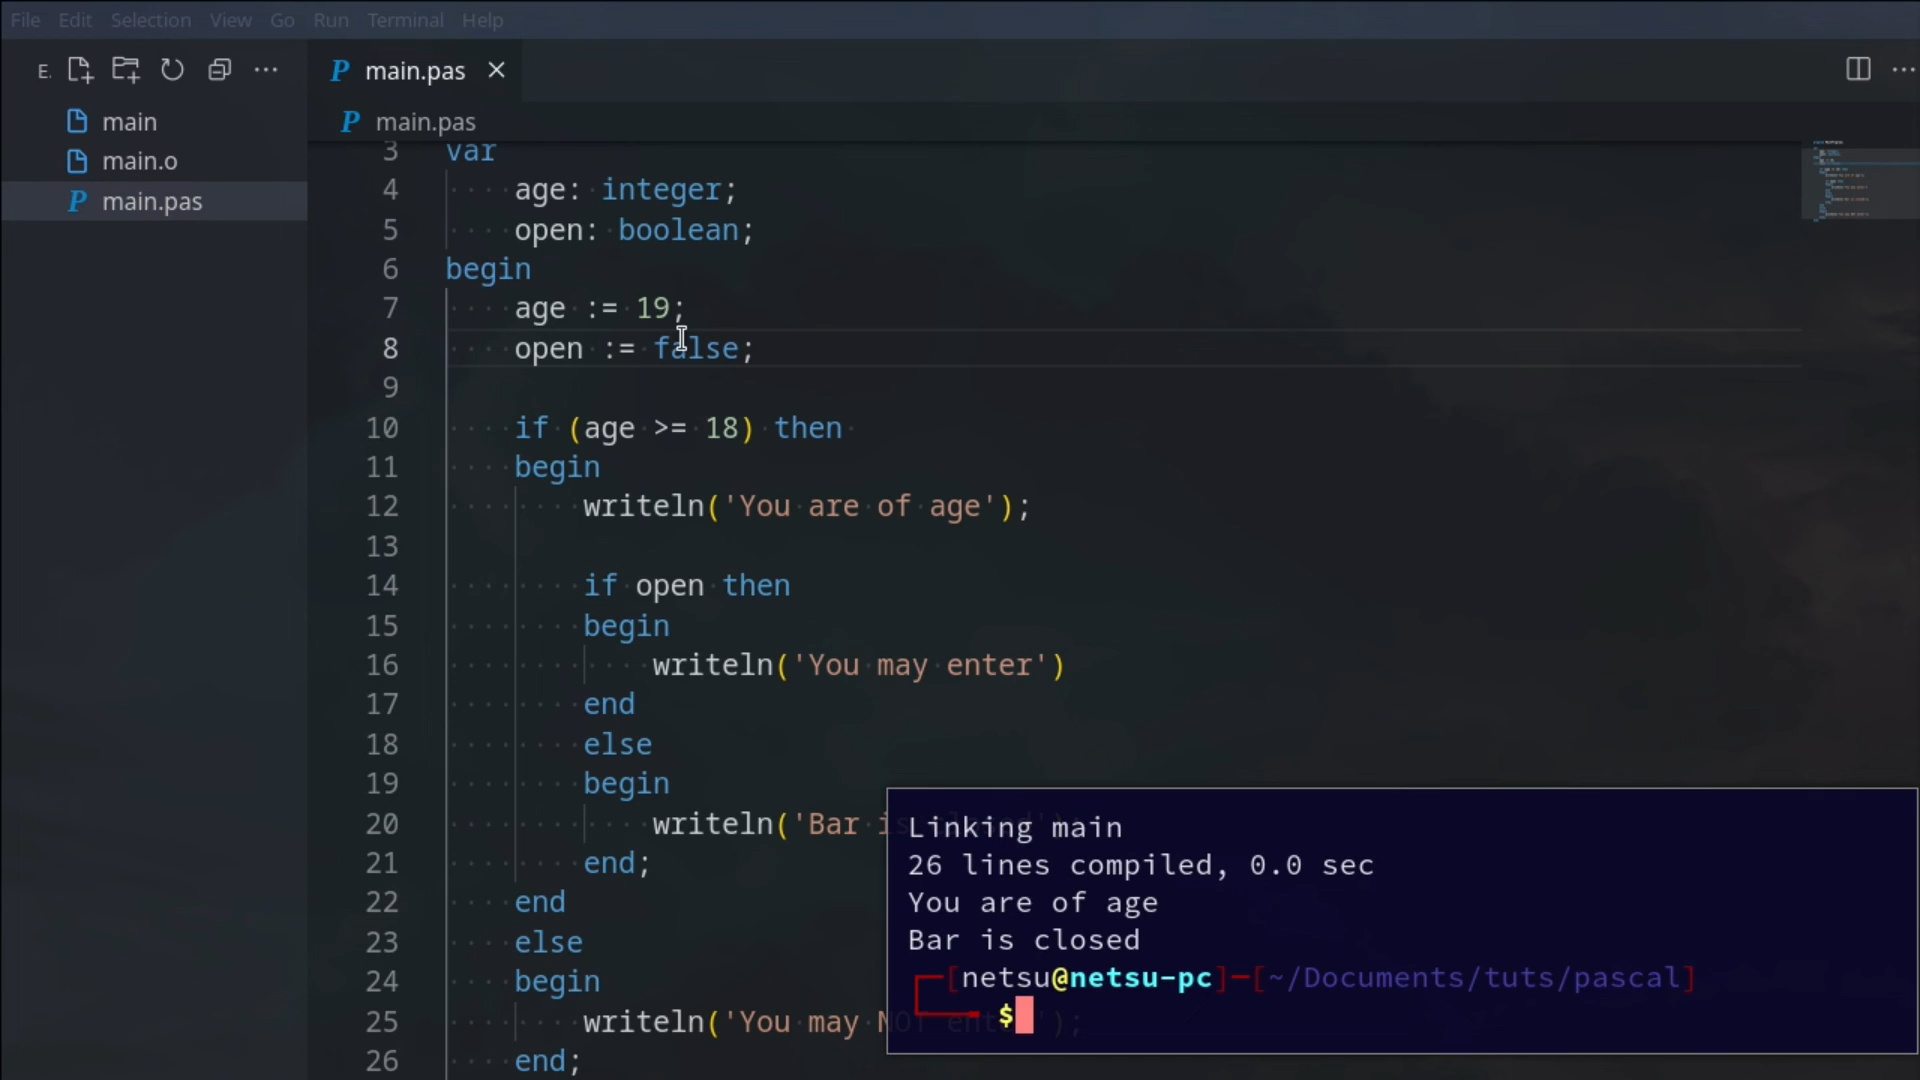 File Edit Selection View Go Run Terminal Help
E.
main.pas
main.pas
main
main.o
main.pas
3 var
4 age: integer;
5 open: boolean;
6 begin
7 age := 19;
8 open := false;
9
10 if (age >= 18) then
11 begin
12 writeln('You are of age');
13
14 if open then
15 begin
16 writeln('You may enter')
17 end
18 else
19 begin
20 writeln('Bar is closed');
21 end;
22 end
23 else
24 begin
25 writeln('You may NOT enter');
26 end;
Linking main
26 lines compiled, 0.0 sec
You are of age
Bar is closed
[netsu@netsu-pc]-[~/Documents/tuts/pascal]
$